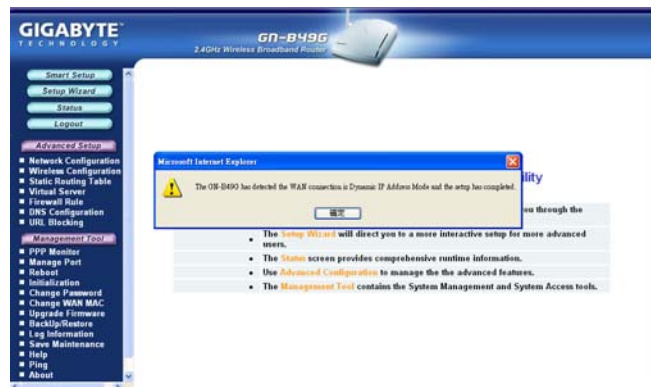 GIGABYTE™
TECHNOLOGY
GN-B49G
2.4GHz Wireless Broadband Router
Smart Setup
Setup Wizard
Status
Logout
Advanced Setup
Network Configuration
Wireless Configuration
Static Routing Table
Virtual Server
Firewall Rule
DNS Configuration
URL Blocking
Management Tool
PPP Monitor
Manage Port
Reboot
Initialization
Change Password
Change WAN MAC
Upgrade Firmware
BackUp/Restore
Log Information
Save Maintenance
Help
Ping
About
Microsoft Internet Explorer
The GN-B49G has detected the WAN connection is Dynamic IP Address Mode and the setup has completed.
確定
ility
ou through the
The Setup Wizard will direct you to a more interactive setup for more advanced
users.
The Status screen provides comprehensive runtime information.
Use Advanced Configuration to manage the the advanced features.
The Management Tool contains the System Management and System Access tools.